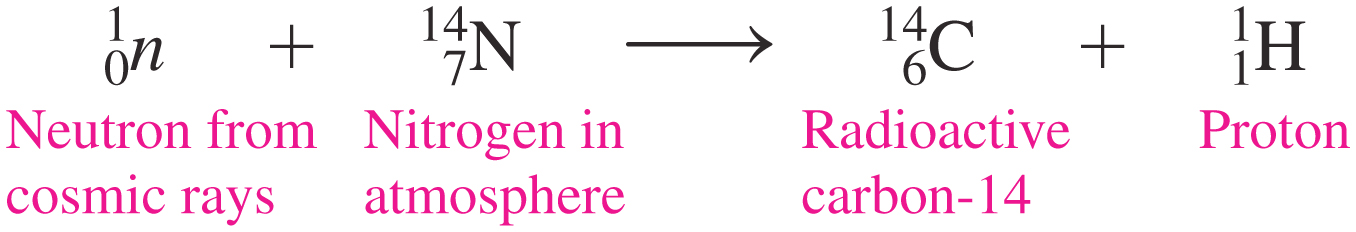 ¹₀n + ¹⁴₇N ⟶ ¹⁴₆C + ¹₁H
Neutron from Nitrogen in Radioactive Proton
cosmic rays atmosphere carbon-14